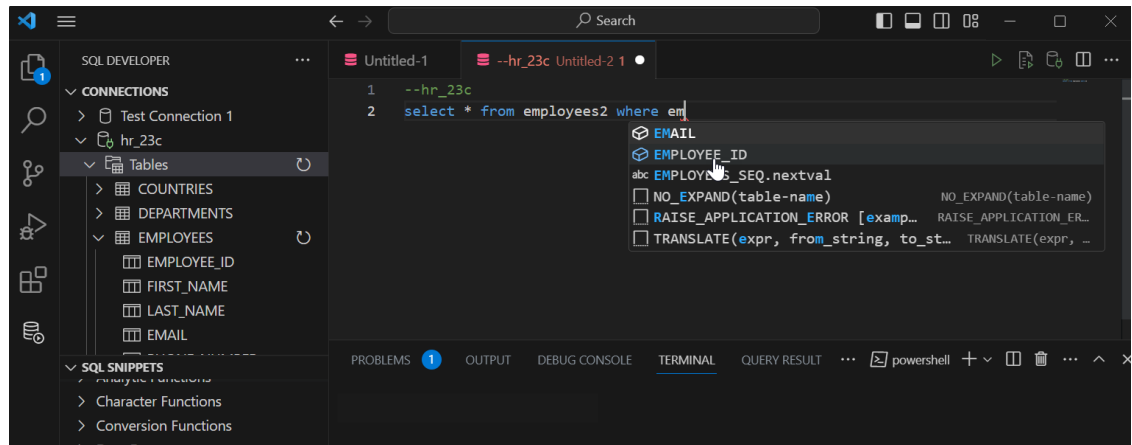 Search
SQL DEVELOPER
CONNECTIONS
Test Connection 1
hr_23c
Tables
COUNTRIES
DEPARTMENTS
EMPLOYEES
EMPLOYEE_ID
FIRST_NAME
LAST_NAME
EMAIL
SQL SNIPPETS
Character Functions
Conversion Functions
1
Untitled-1
--hr_23c Untitled-2 1
1 --hr_23c
2 select * from employees2 where em
EMAIL
EMPLOYEE_ID
abc EMPLOYEES_SEQ.nextval
NO_EXPAND(table-name) NO_EXPAND(table-name)
RAISE_APPLICATION_ERROR [examp… RAISE_APPLICATION_ER…
TRANSLATE(expr, from_string, to_st… TRANSLATE(expr, …
PROBLEMS 1 OUTPUT DEBUG CONSOLE TERMINAL QUERY RESULT ··· powershell